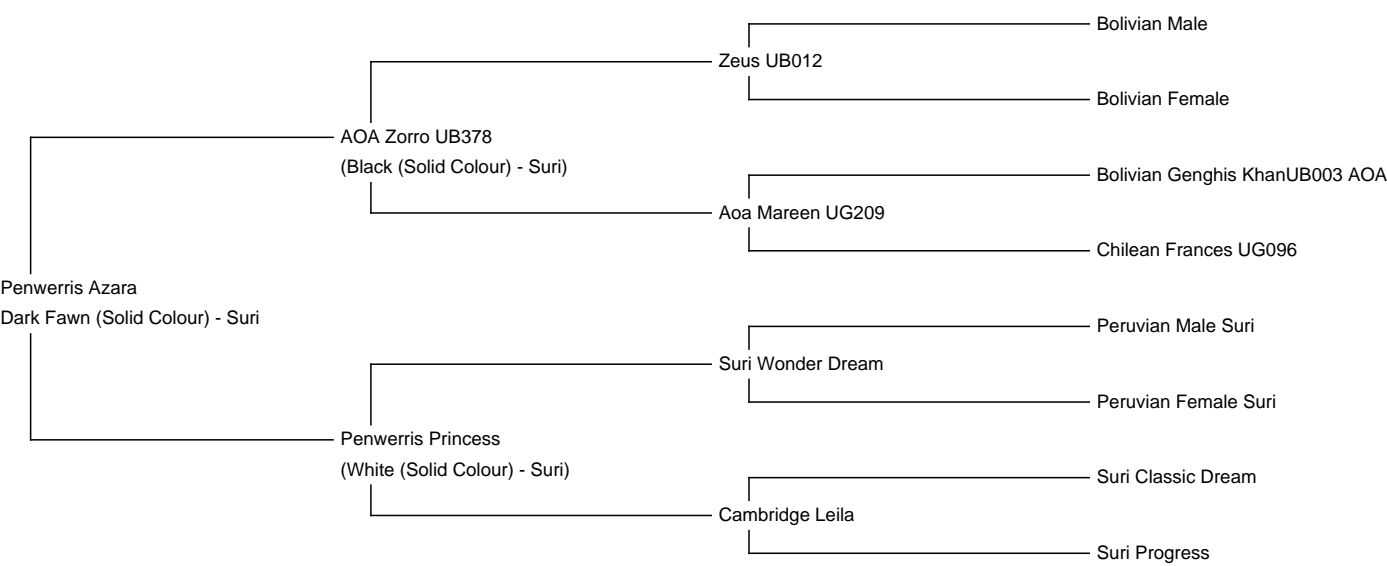 Bolivian Male
Zeus UB012
Bolivian Female
AOA Zorro UB378
(Black (Solid Colour) - Suri)
Bolivian Genghis KhanUB003 AOA
Aoa Mareen UG209
Chilean Frances UG096
Penwerris Azara
Dark Fawn (Solid Colour) - Suri
Peruvian Male Suri
Suri Wonder Dream
Peruvian Female Suri
Penwerris Princess
(White (Solid Colour) - Suri)
Suri Classic Dream
Cambridge Leila
Suri Progress